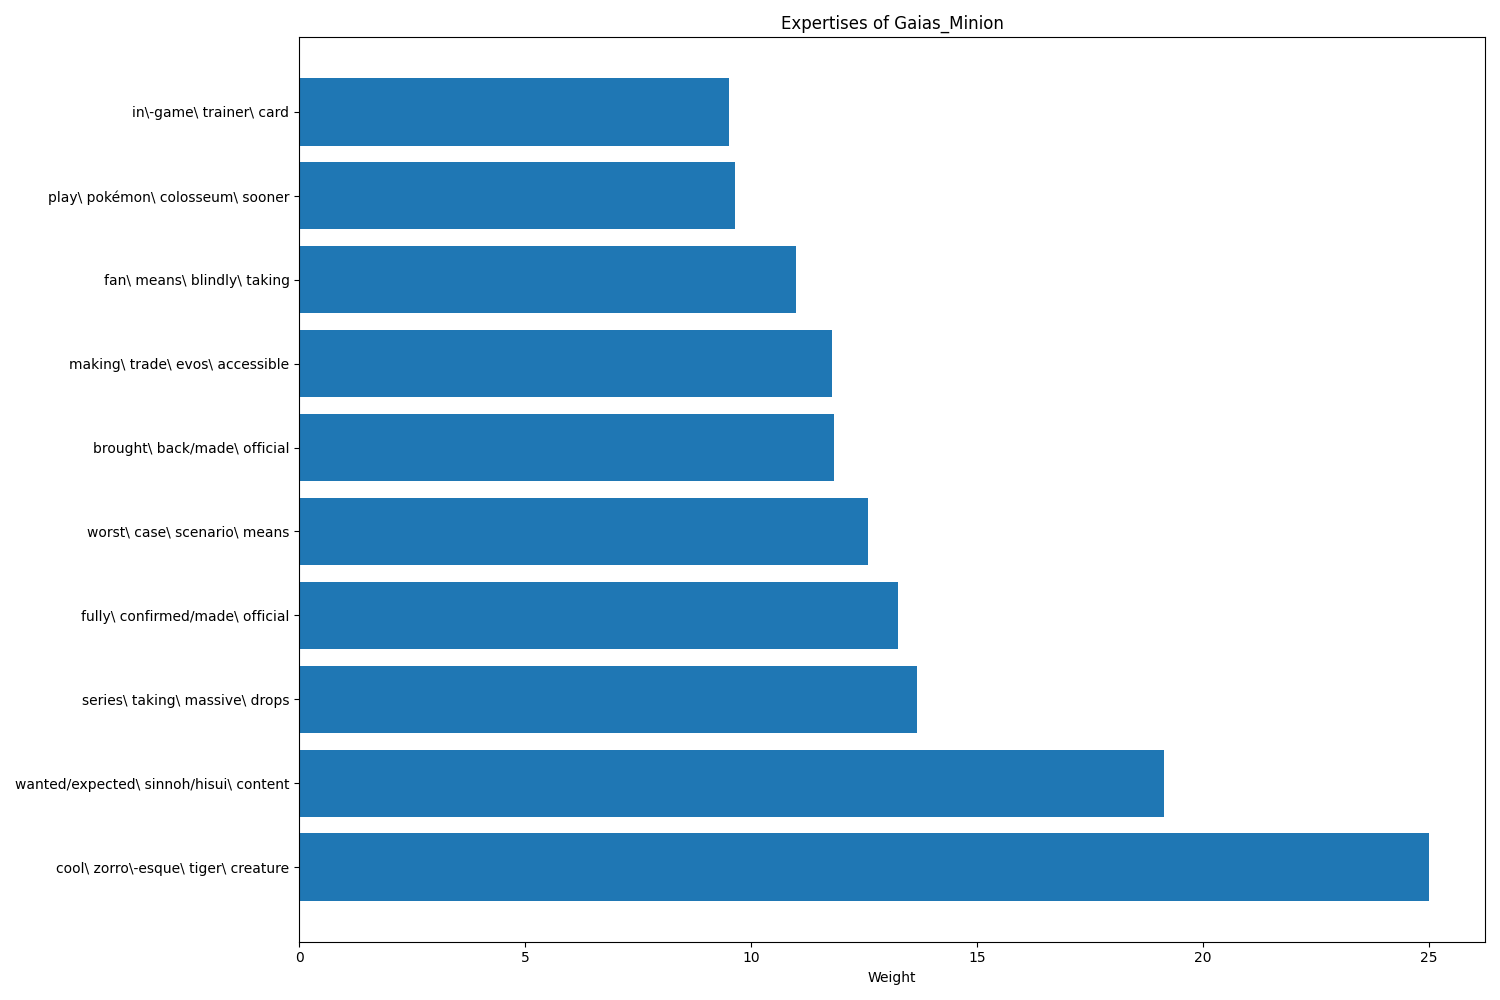 Expertises of Gaias_Minion
in\-game\ trainer\ card
play\ pokémon\ colosseum\ sooner
fan\ means\ blindly\ taking
making\ trade\ evos\ accessible
brought\ back/made\ official
worst\ case\ scenario\ means
fully\ confirmed/made\ official
series\ taking\ massive\ drops
wanted/expected\ sinnoh/hisui\ content
cool\ zorro\-esque\ tiger\ creature
0 5 10 15 20 25
Weight